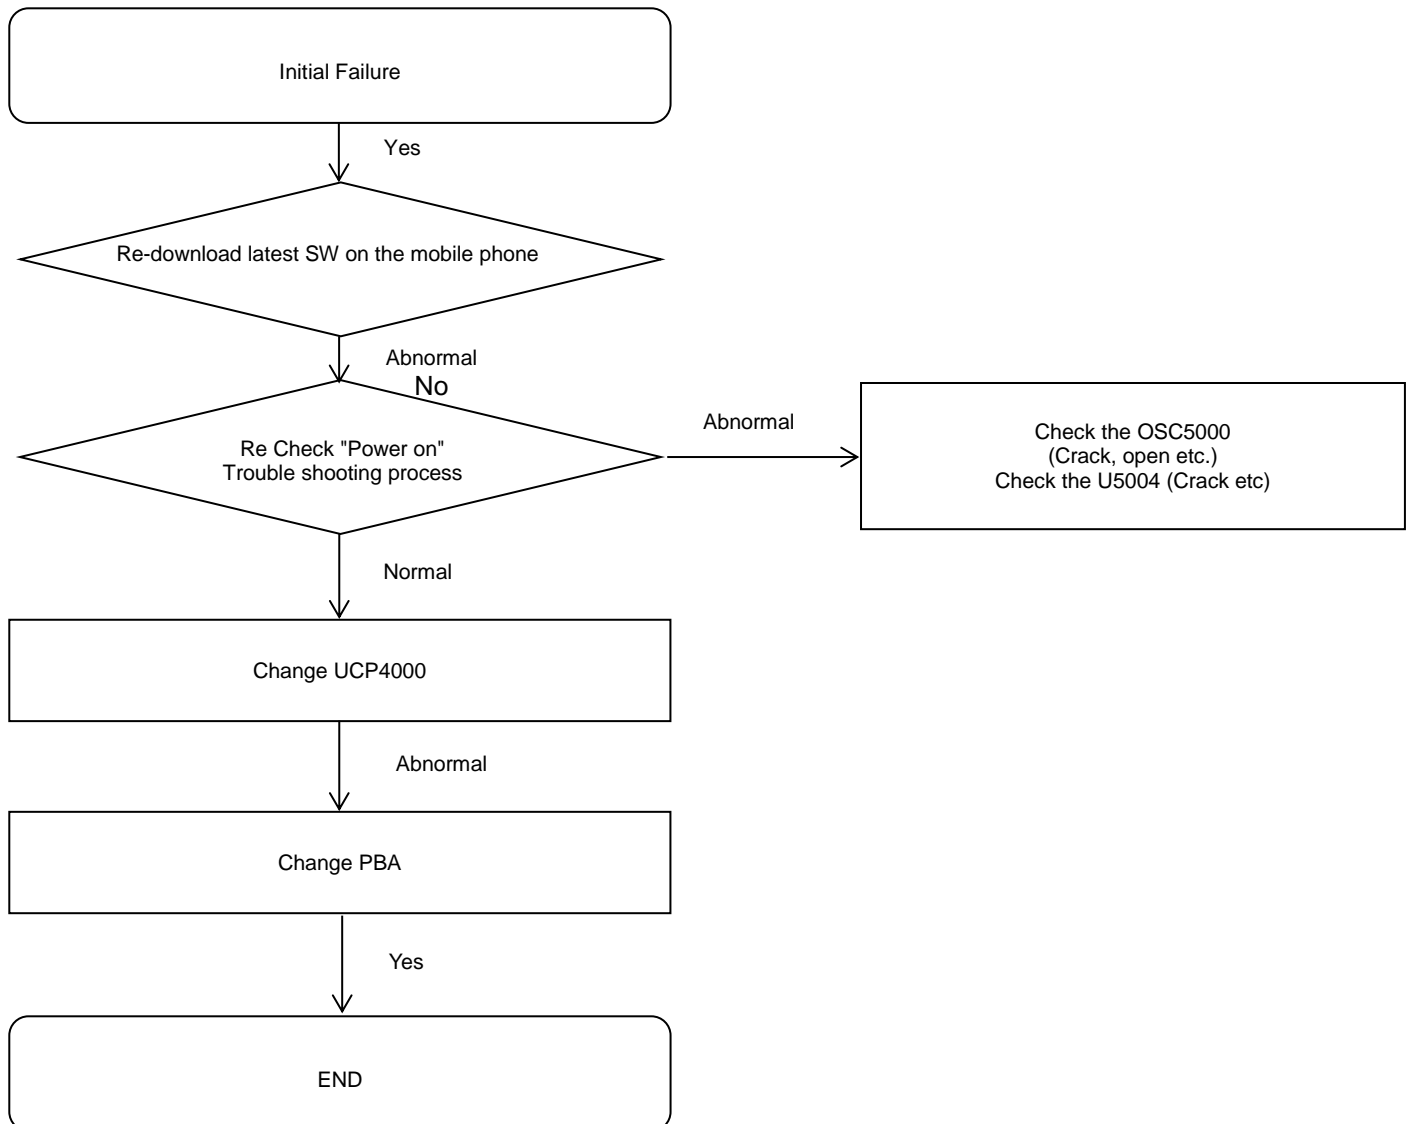 Initial Failure
Yes
Re-download latest SW on the mobile phone
Abnormal
No
Re Check "Power on"
Trouble shooting process
Abnormal
Check the OSC5000
(Crack, open etc.)
Check the U5004 (Crack etc)
Normal
Change UCP4000
Abnormal
Change PBA
Yes
END